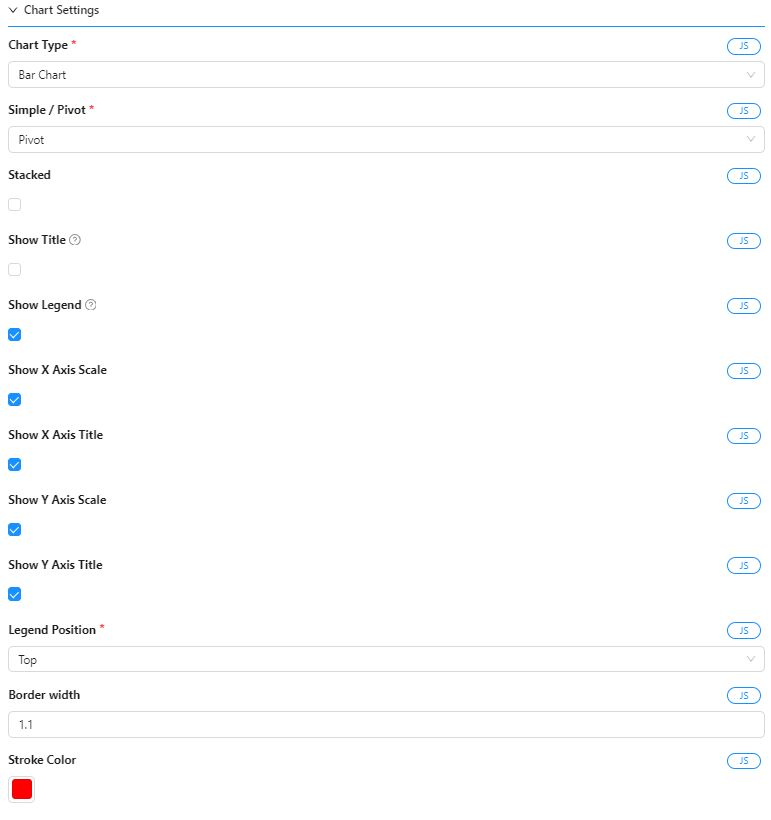 Chart Settings
Chart Type * JS
Bar Chart
Simple / Pivot * JS
Pivot
Stacked JS
Show Title ? JS
Show Legend ? JS
Show X Axis Scale JS
Show X Axis Title JS
Show Y Axis Scale JS
Show Y Axis Title JS
Legend Position * JS
Top
Border width JS
1.1
Stroke Color JS